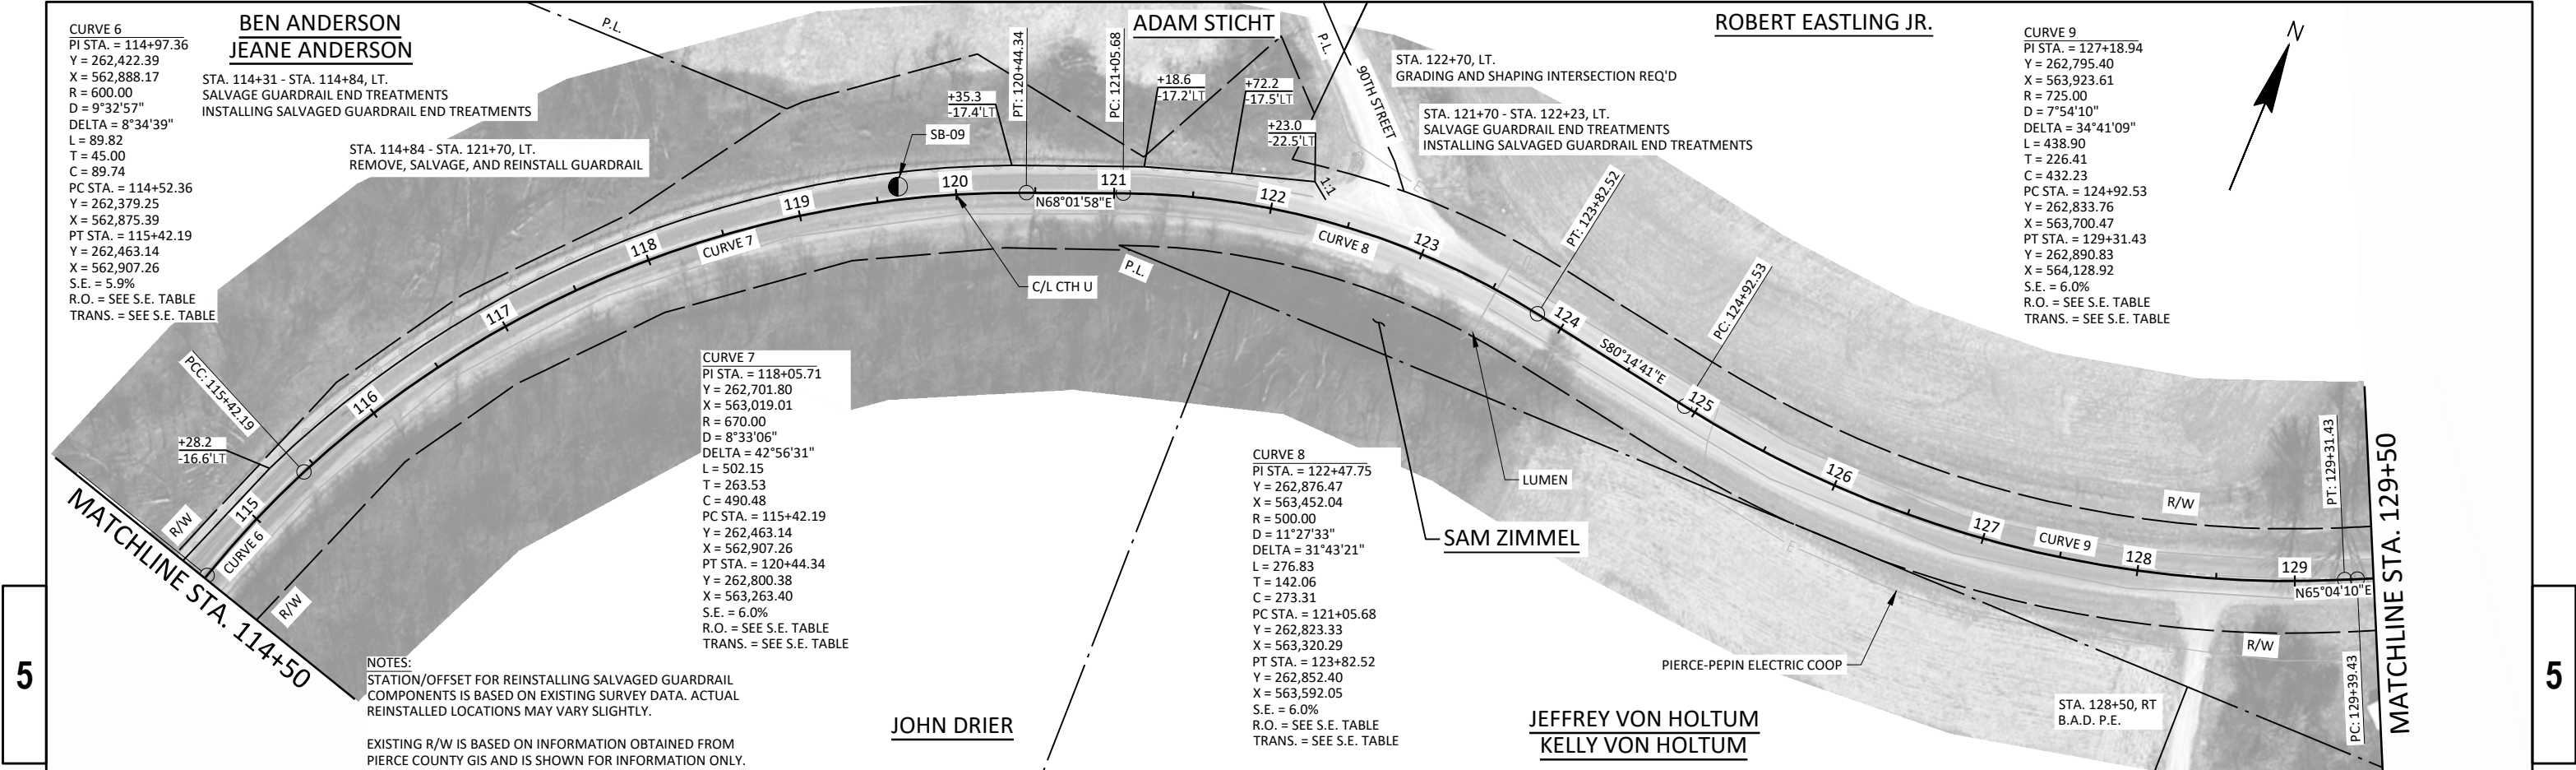 CURVE 6
PI STA. = 114+97.36
Y = 262,422.39
X = 562,888.17
R = 600.00
D = 9°32'57"
DELTA = 8°34'39"
L = 89.82
T = 45.00
C = 89.74
PC STA. = 114+52.36
Y = 262,379.25
X = 562,875.39
PT STA. = 115+42.19
Y = 262,463.14
X = 562,907.26
S.E. = 5.9%
R.O. = SEE S.E. TABLE
TRANS. = SEE S.E. TABLE
BEN ANDERSON
JEANE ANDERSON
STA. 114+31 - STA. 114+84, LT.
SALVAGE GUARDRAIL END TREATMENTS
INSTALLING SALVAGED GUARDRAIL END TREATMENTS
STA. 114+84 - STA. 121+70, LT.
REMOVE, SALVAGE, AND REINSTALL GUARDRAIL
P.L.
ADAM STICHT
+35.3
-17.4'LT
PT: 120+44.34
PC: 121+05.68
+18.6
-17.2'LT
+72.2
-17.5'LT
+23.0
-22.5'LT
P.L.
90TH STREET
1:1
SB-09
STA. 122+70, LT.
GRADING AND SHAPING INTERSECTION REQ'D
STA. 121+70 - STA. 122+23, LT.
SALVAGE GUARDRAIL END TREATMENTS
INSTALLING SALVAGED GUARDRAIL END TREATMENTS
ROBERT EASTLING JR.
CURVE 9
PI STA. = 127+18.94
Y = 262,795.40
X = 563,923.61
R = 725.00
D = 7°54'10"
DELTA = 34°41'09"
L = 438.90
T = 226.41
C = 432.23
PC STA. = 124+92.53
Y = 262,833.76
X = 563,700.47
PT STA. = 129+31.43
Y = 262,890.83
X = 564,128.92
S.E. = 6.0%
R.O. = SEE S.E. TABLE
TRANS. = SEE S.E. TABLE
N
115
116
117
118
119
120
121
122
123
124
125
126
127
128
129
CURVE 6
CURVE 7
CURVE 8
CURVE 9
N68°01'58"E
S80°14'41"E
N65°04'10"E
PCC: 115+42.19
+28.2
-16.6'LT
R/W
R/W
MATCHLINE STA. 114+50
C/L CTH U
P.L.
PT: 123+82.52
PC: 124+92.53
CURVE 7
PI STA. = 118+05.71
Y = 262,701.80
X = 563,019.01
R = 670.00
D = 8°33'06"
DELTA = 42°56'31"
L = 502.15
T = 263.53
C = 490.48
PC STA. = 115+42.19
Y = 262,463.14
X = 562,907.26
PT STA. = 120+44.34
Y = 262,800.38
X = 563,263.40
S.E. = 6.0%
R.O. = SEE S.E. TABLE
TRANS. = SEE S.E. TABLE
CURVE 8
PI STA. = 122+47.75
Y = 262,876.47
X = 563,452.04
R = 500.00
D = 11°27'33"
DELTA = 31°43'21"
L = 276.83
T = 142.06
C = 273.31
PC STA. = 121+05.68
Y = 262,823.33
X = 563,320.29
PT STA. = 123+82.52
Y = 262,852.40
X = 563,592.05
S.E. = 6.0%
R.O. = SEE S.E. TABLE
TRANS. = SEE S.E. TABLE
LUMEN
SAM ZIMMEL
R/W
R/W
PT: 129+31.43
PC: 129+39.43
MATCHLINE STA. 129+50
PIERCE-PEPIN ELECTRIC COOP
STA. 128+50, RT
B.A.D. P.E.
NOTES:
STATION/OFFSET FOR REINSTALLING SALVAGED GUARDRAIL
COMPONENTS IS BASED ON EXISTING SURVEY DATA. ACTUAL
REINSTALLED LOCATIONS MAY VARY SLIGHTLY.
EXISTING R/W IS BASED ON INFORMATION OBTAINED FROM
PIERCE COUNTY GIS AND IS SHOWN FOR INFORMATION ONLY.
JOHN DRIER
JEFFREY VON HOLTUM
KELLY VON HOLTUM
5
5